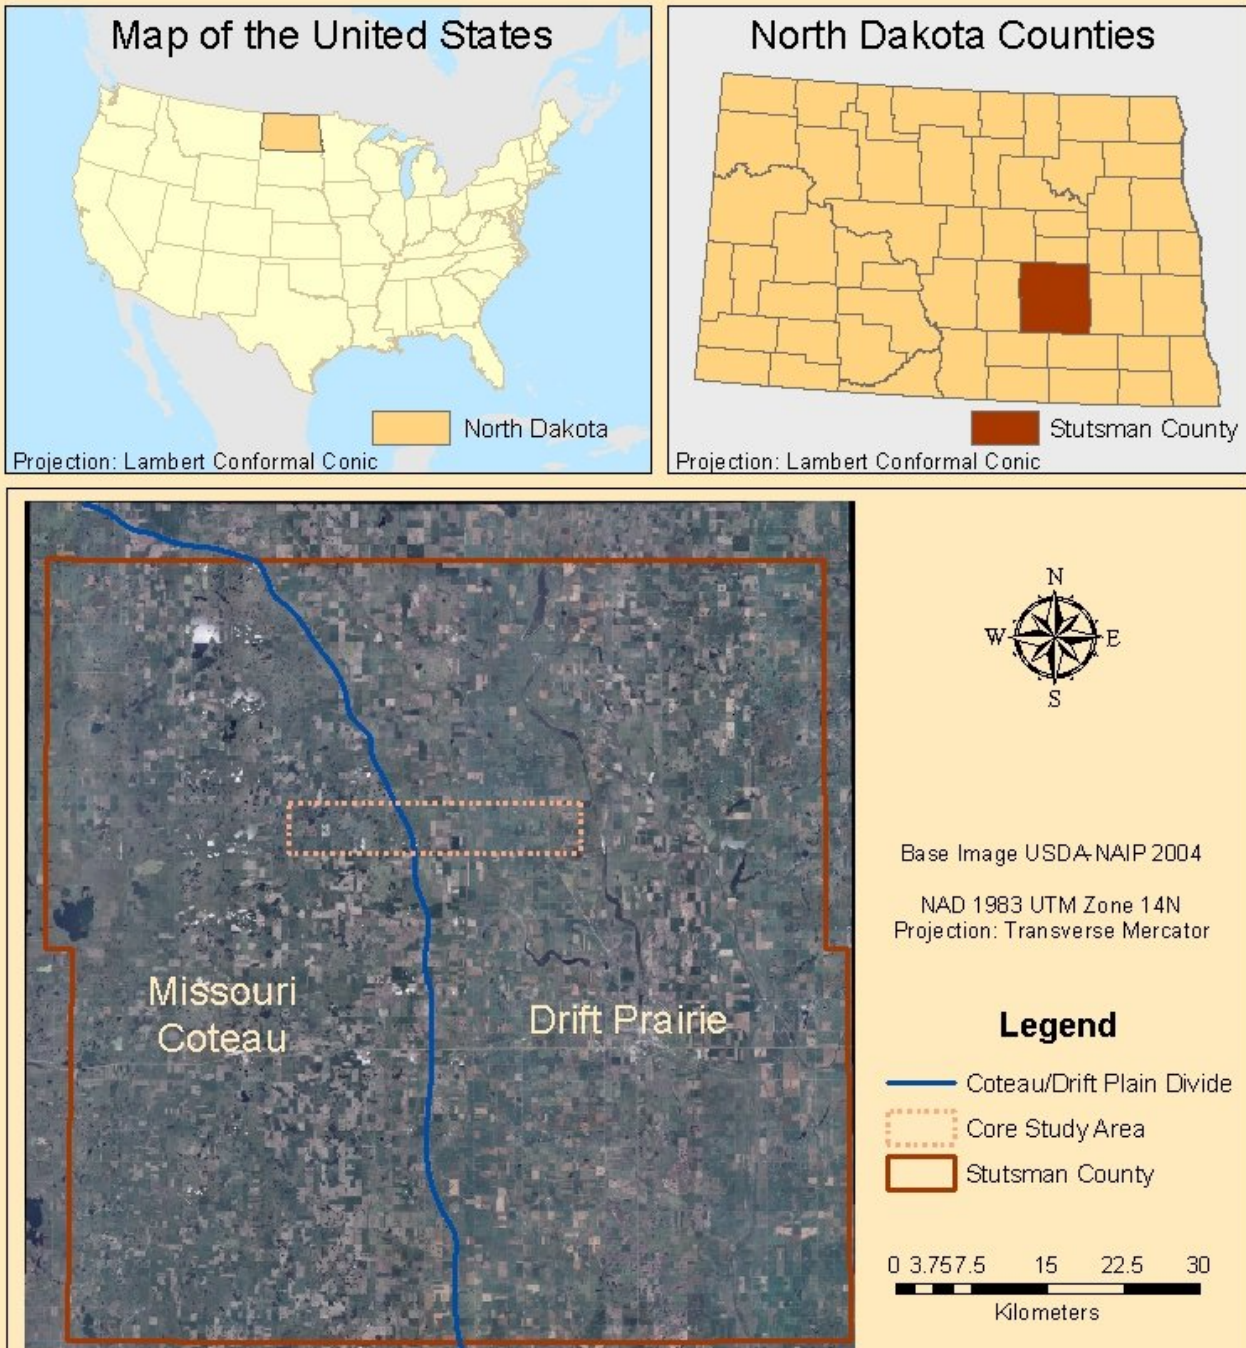 Map of the United States
North Dakota
Projection: Lambert Conformal Conic
North Dakota Counties
Stutsman County
Projection: Lambert Conformal Conic
Missouri
Coteau
Drift Prairie
N
W E
S
Base Image USDA-NAIP 2004
NAD 1983 UTM Zone 14N
Projection: Transverse Mercator
Legend
Coteau/Drift Plain Divide
Core Study Area
Stutsman County
0 3.75 7.5 15 22.5 30
Kilometers